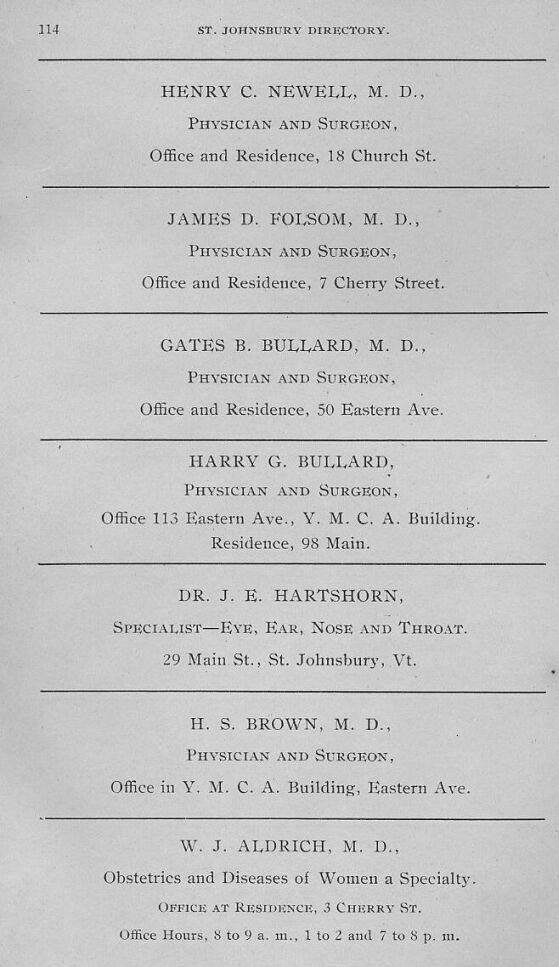 114
ST. JOHNSBURY DIRECTORY.
HENRY C. NEWELL, M. D.,
PHYSICIAN AND SURGEON,
Office and Residence, 18 Church St.
JAMES D. FOLSOM, M. D.,
PHYSICIAN AND SURGEON,
Office and Residence, 7 Cherry Street.
GATES B. BULLARD, M. D.,
PHYSICIAN AND SURGEON,
Office and Residence, 50 Eastern Ave.
HARRY G. BULLARD,
PHYSICIAN AND SURGEON,
Office 113 Eastern Ave., Y. M. C. A. Building.
Residence, 98 Main.
DR. J. E. HARTSHORN,
SPECIALIST—EYE, EAR, NOSE AND THROAT.
29 Main St., St. Johnsbury, Vt.
H. S. BROWN, M. D.,
PHYSICIAN AND SURGEON,
Office in Y. M. C. A. Building, Eastern Ave.
W. J. ALDRICH, M. D.,
Obstetrics and Diseases of Women a Specialty.
OFFICE AT RESIDENCE, 3 CHERRY ST.
Office Hours, 8 to 9 a. m., 1 to 2 and 7 to 8 p. m.